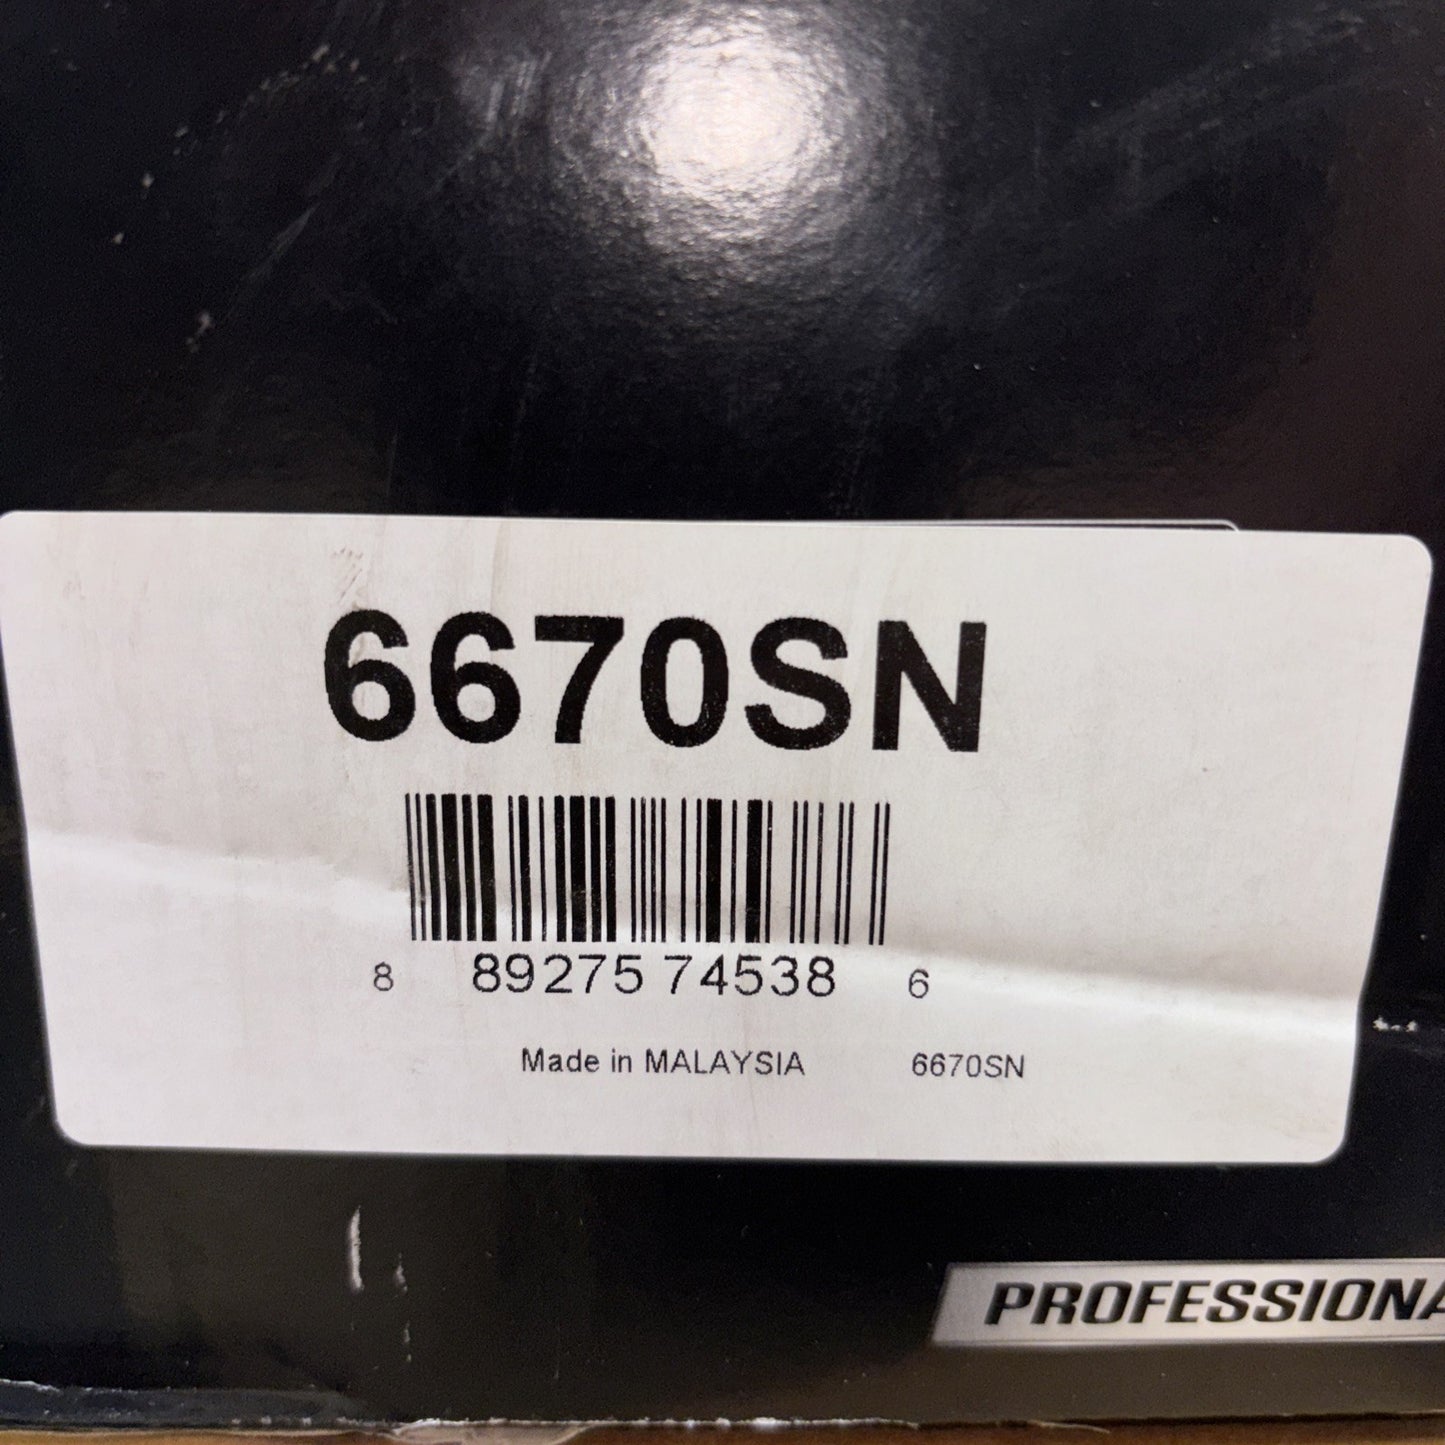 6670SN
8 89275 74538 6
Made in MALAYSIA 6670SN
PROFESSIONA